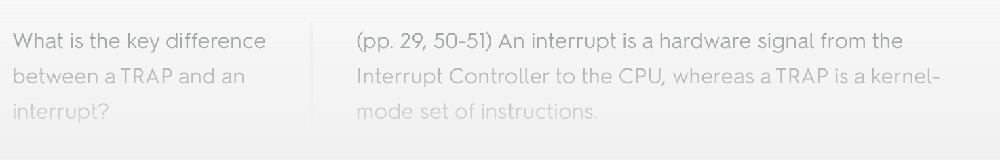 What is the key difference
between a TRAP and an
interrupt?
(pp. 29, 50-51) An interrupt is a hardware signal from the
Interrupt Controller to the CPU, whereas a TRAP is a kernel-
mode set of instructions.